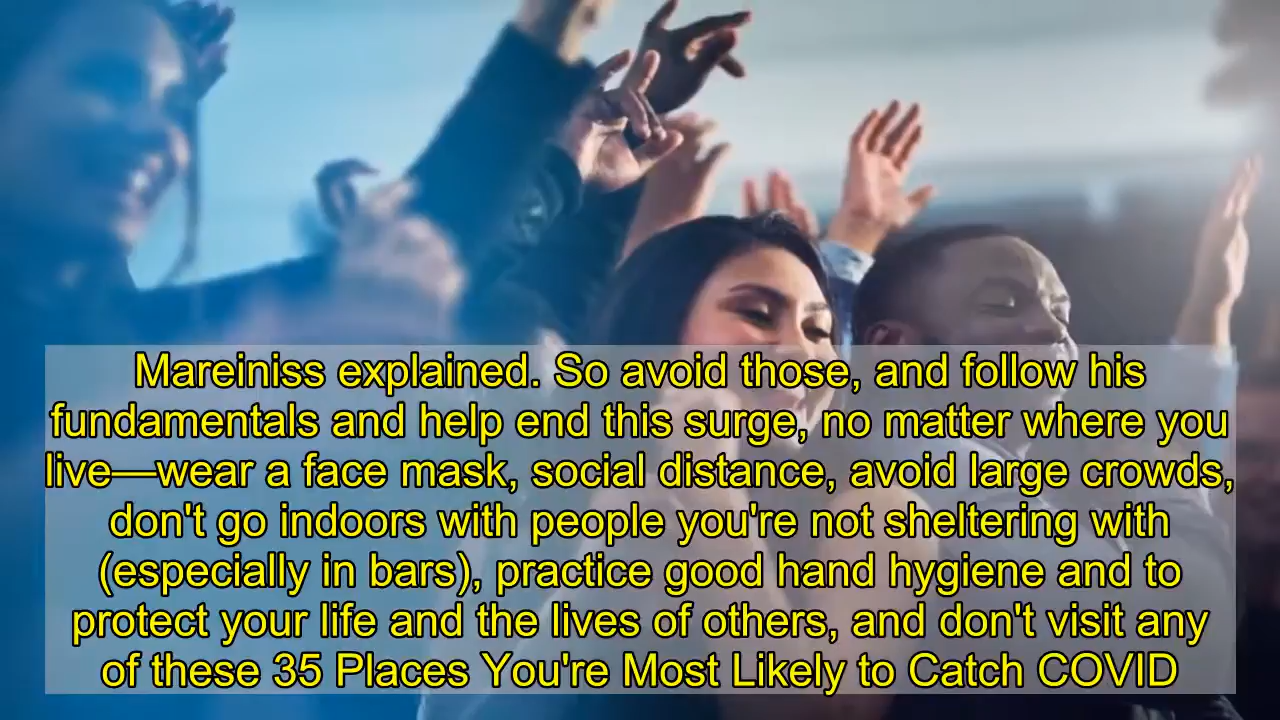 Mareiniss explained. So avoid those, and follow his
fundamentals and help end this surge, no matter where you
live—wear a face mask, social distance, avoid large crowds,
don't go indoors with people you're not sheltering with
(especially in bars), practice good hand hygiene and to
protect your life and the lives of others, and don't visit any
of these 35 Places You're Most Likely to Catch COVID